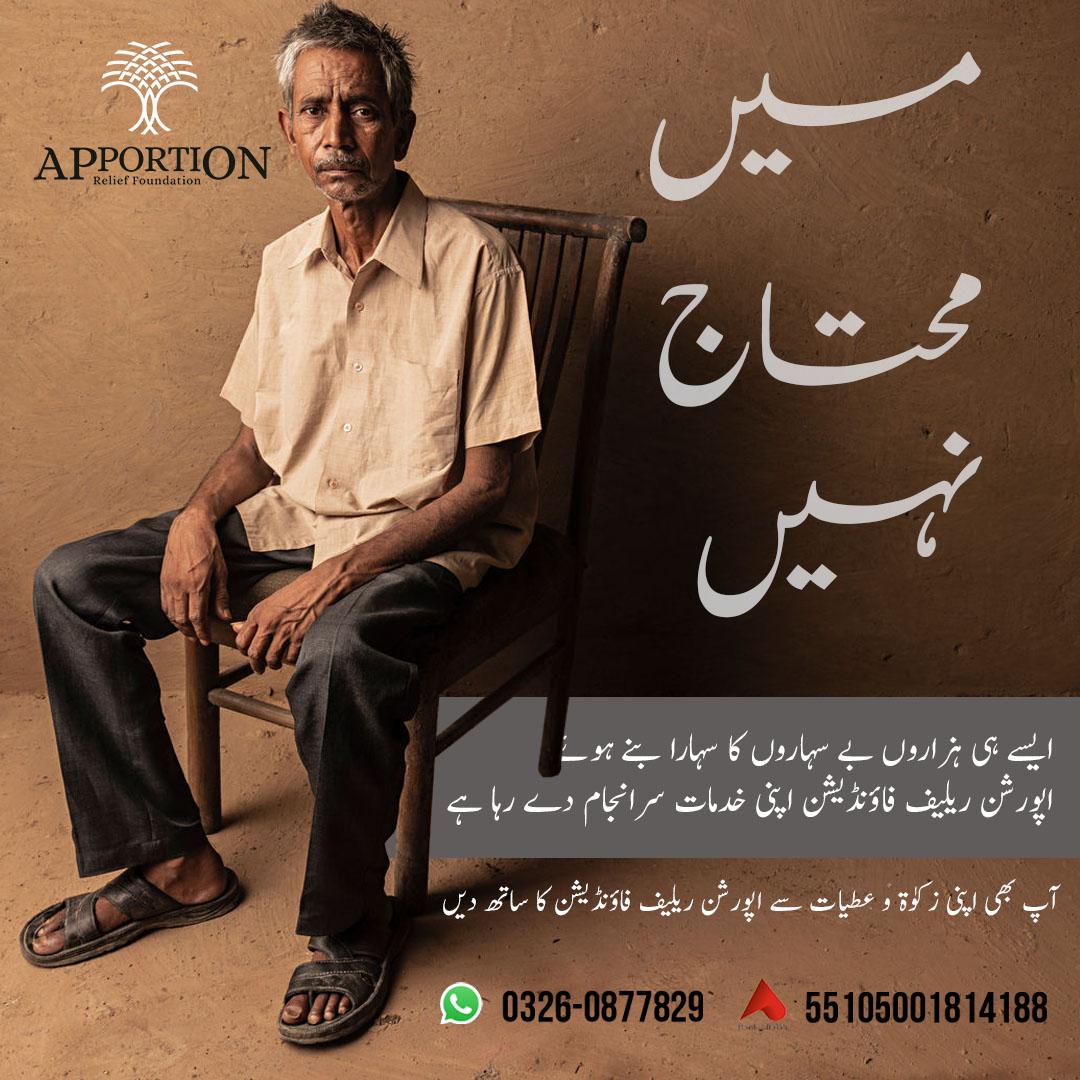 APPORTION
Relief Foundation
میں
محتاج
نہیں
ایسے ہی ہزاروں بے سہاروں کا سہارا بنے ہوئے
اپورشن ریلیف فاؤنڈیشن اپنی خدمات سرانجام دے رہا ہے
آپ بھی اپنی زکوٰۃ و عطیات سے اپورشن ریلیف فاؤنڈیشن کا ساتھ دیں
0326-0877829 55105001814188